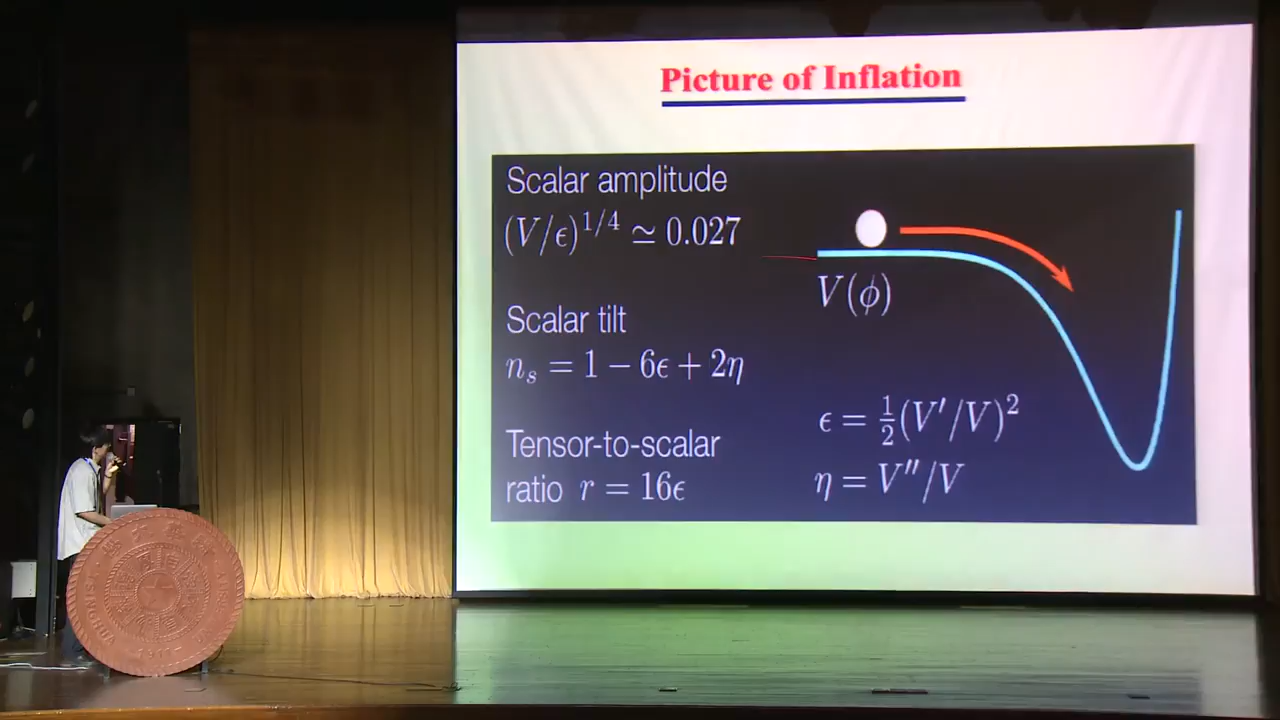 Picture of Inflation
Scalar amplitude
(V/ϵ)^{1/4} ≃ 0.027
Scalar tilt
n_s = 1 − 6ϵ + 2η
Tensor-to-scalar
ratio r = 16ϵ
V(ϕ)
ϵ = \frac{1}{2}(V′/V)^2
η = V″/V